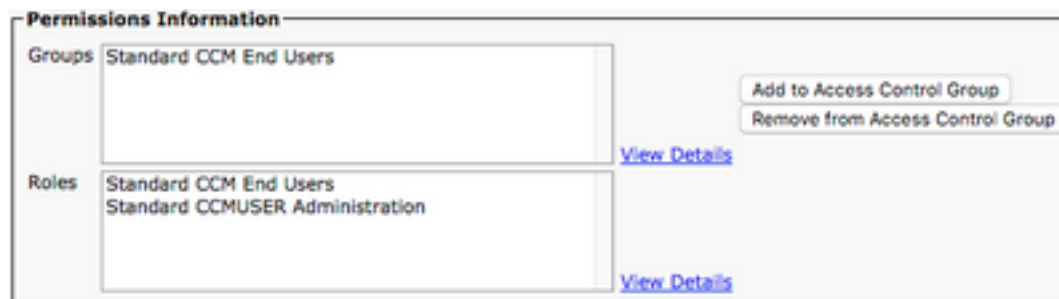 Permissions Information
Groups Standard CCM End Users
Add to Access Control Group
Remove from Access Control Group
View Details
Roles Standard CCM End Users
Standard CCMUSER Administration
View Details